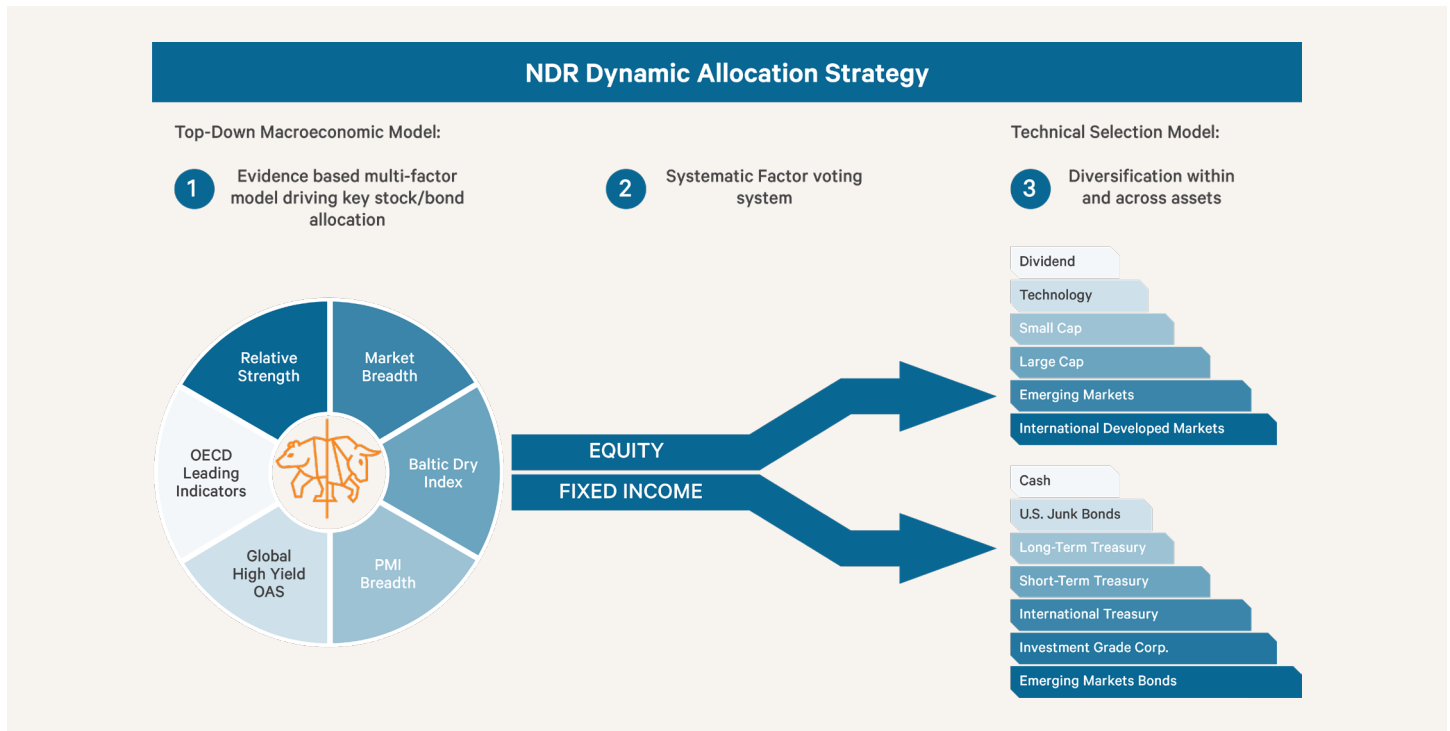 NDR Dynamic Allocation Strategy
Top-Down Macroeconomic Model:
1
Evidence based multi-factor
model driving key stock/bond
allocation
2
Systematic Factor voting
system
Technical Selection Model:
3
Diversification within
and across assets
Relative
Strength
Market
Breadth
Baltic Dry
Index
PMI
Breadth
Global
High Yield
OAS
OECD
Leading
Indicators
EQUITY
FIXED INCOME
Dividend
Technology
Small Cap
Large Cap
Emerging Markets
International Developed Markets
Cash
U.S. Junk Bonds
Long-Term Treasury
Short-Term Treasury
International Treasury
Investment Grade Corp.
Emerging Markets Bonds